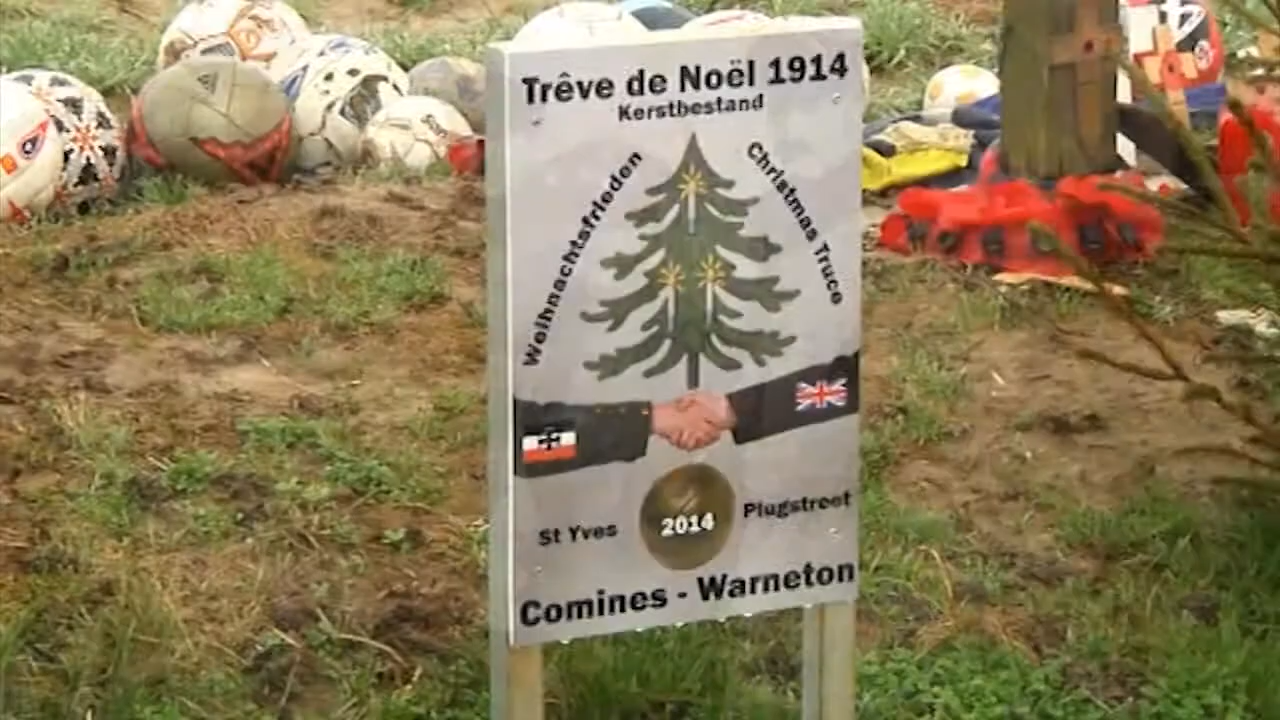 Trêve de Noël 1914
Kerstbestand
Weihnachtsfrieden
Christmas Truce
St Yves
2014
Plugstreet
Comines - Warneton